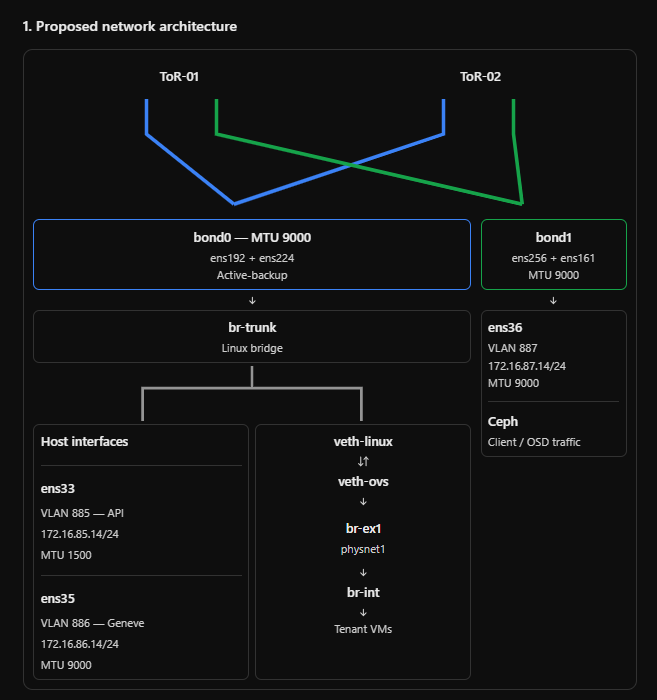 1. Proposed network architecture
ToR-01
ToR-02
bond0 — MTU 9000
ens192 + ens224
Active-backup
bond1
ens256 + ens161
MTU 9000
↓
↓
br-trunk
Linux bridge
ens36
VLAN 887
172.16.87.14/24
MTU 9000
Ceph
Client / OSD traffic
Host interfaces
ens33
VLAN 885 — API
172.16.85.14/24
MTU 1500
ens35
VLAN 886 — Geneve
172.16.86.14/24
MTU 9000
veth-linux
↓↑
veth-ovs
↓
br-ex1
physnet1
↓
br-int
↓
Tenant VMs